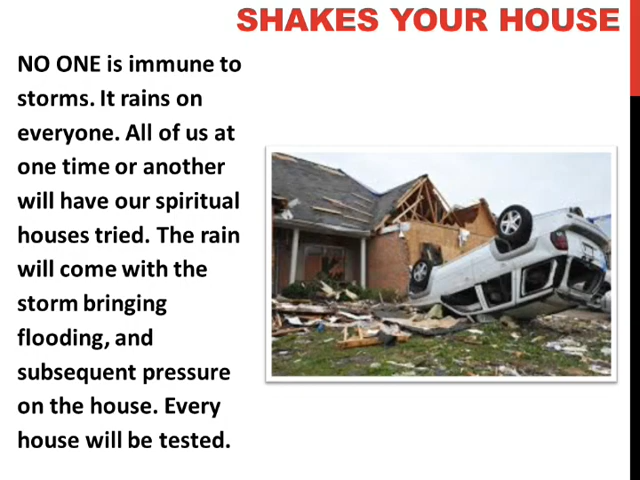 SHAKES YOUR HOUSE
NO ONE is immune to
storms. It rains on
everyone. All of us at
one time or another
will have our spiritual
houses tried. The rain
will come with the
storm bringing
flooding, and
subsequent pressure
on the house. Every
house will be tested.